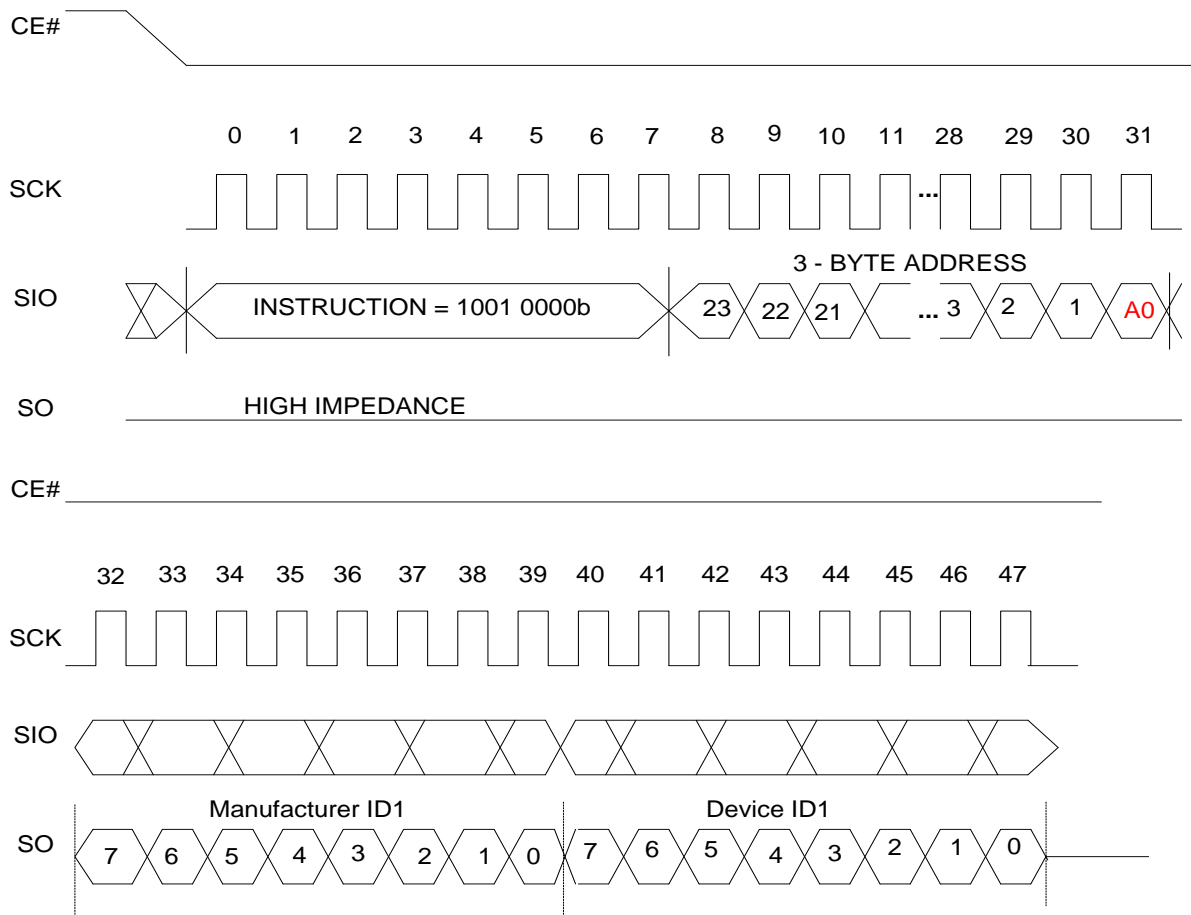 CE#
0 1 2 3 4 5 6 7 8 9 10 11 28 29 30 31
SCK ...
3 - BYTE ADDRESS
SIO INSTRUCTION = 1001 0000b 23 22 21 ... 3 2 1 A0
SO HIGH IMPEDANCE
CE#
32 33 34 35 36 37 38 39 40 41 42 43 44 45 46 47
SCK
SIO
Manufacturer ID1 Device ID1
SO 7 6 5 4 3 2 1 0 7 6 5 4 3 2 1 0